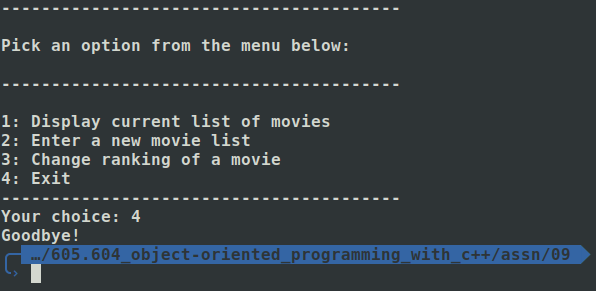 ----------------------------------------
Pick an option from the menu below:
----------------------------------------
1: Display current list of movies
2: Enter a new movie list
3: Change ranking of a movie
4: Exit
----------------------------------------
Your choice: 4
Goodbye!
…/605.604_object-oriented_programming_with_c++/assn/09